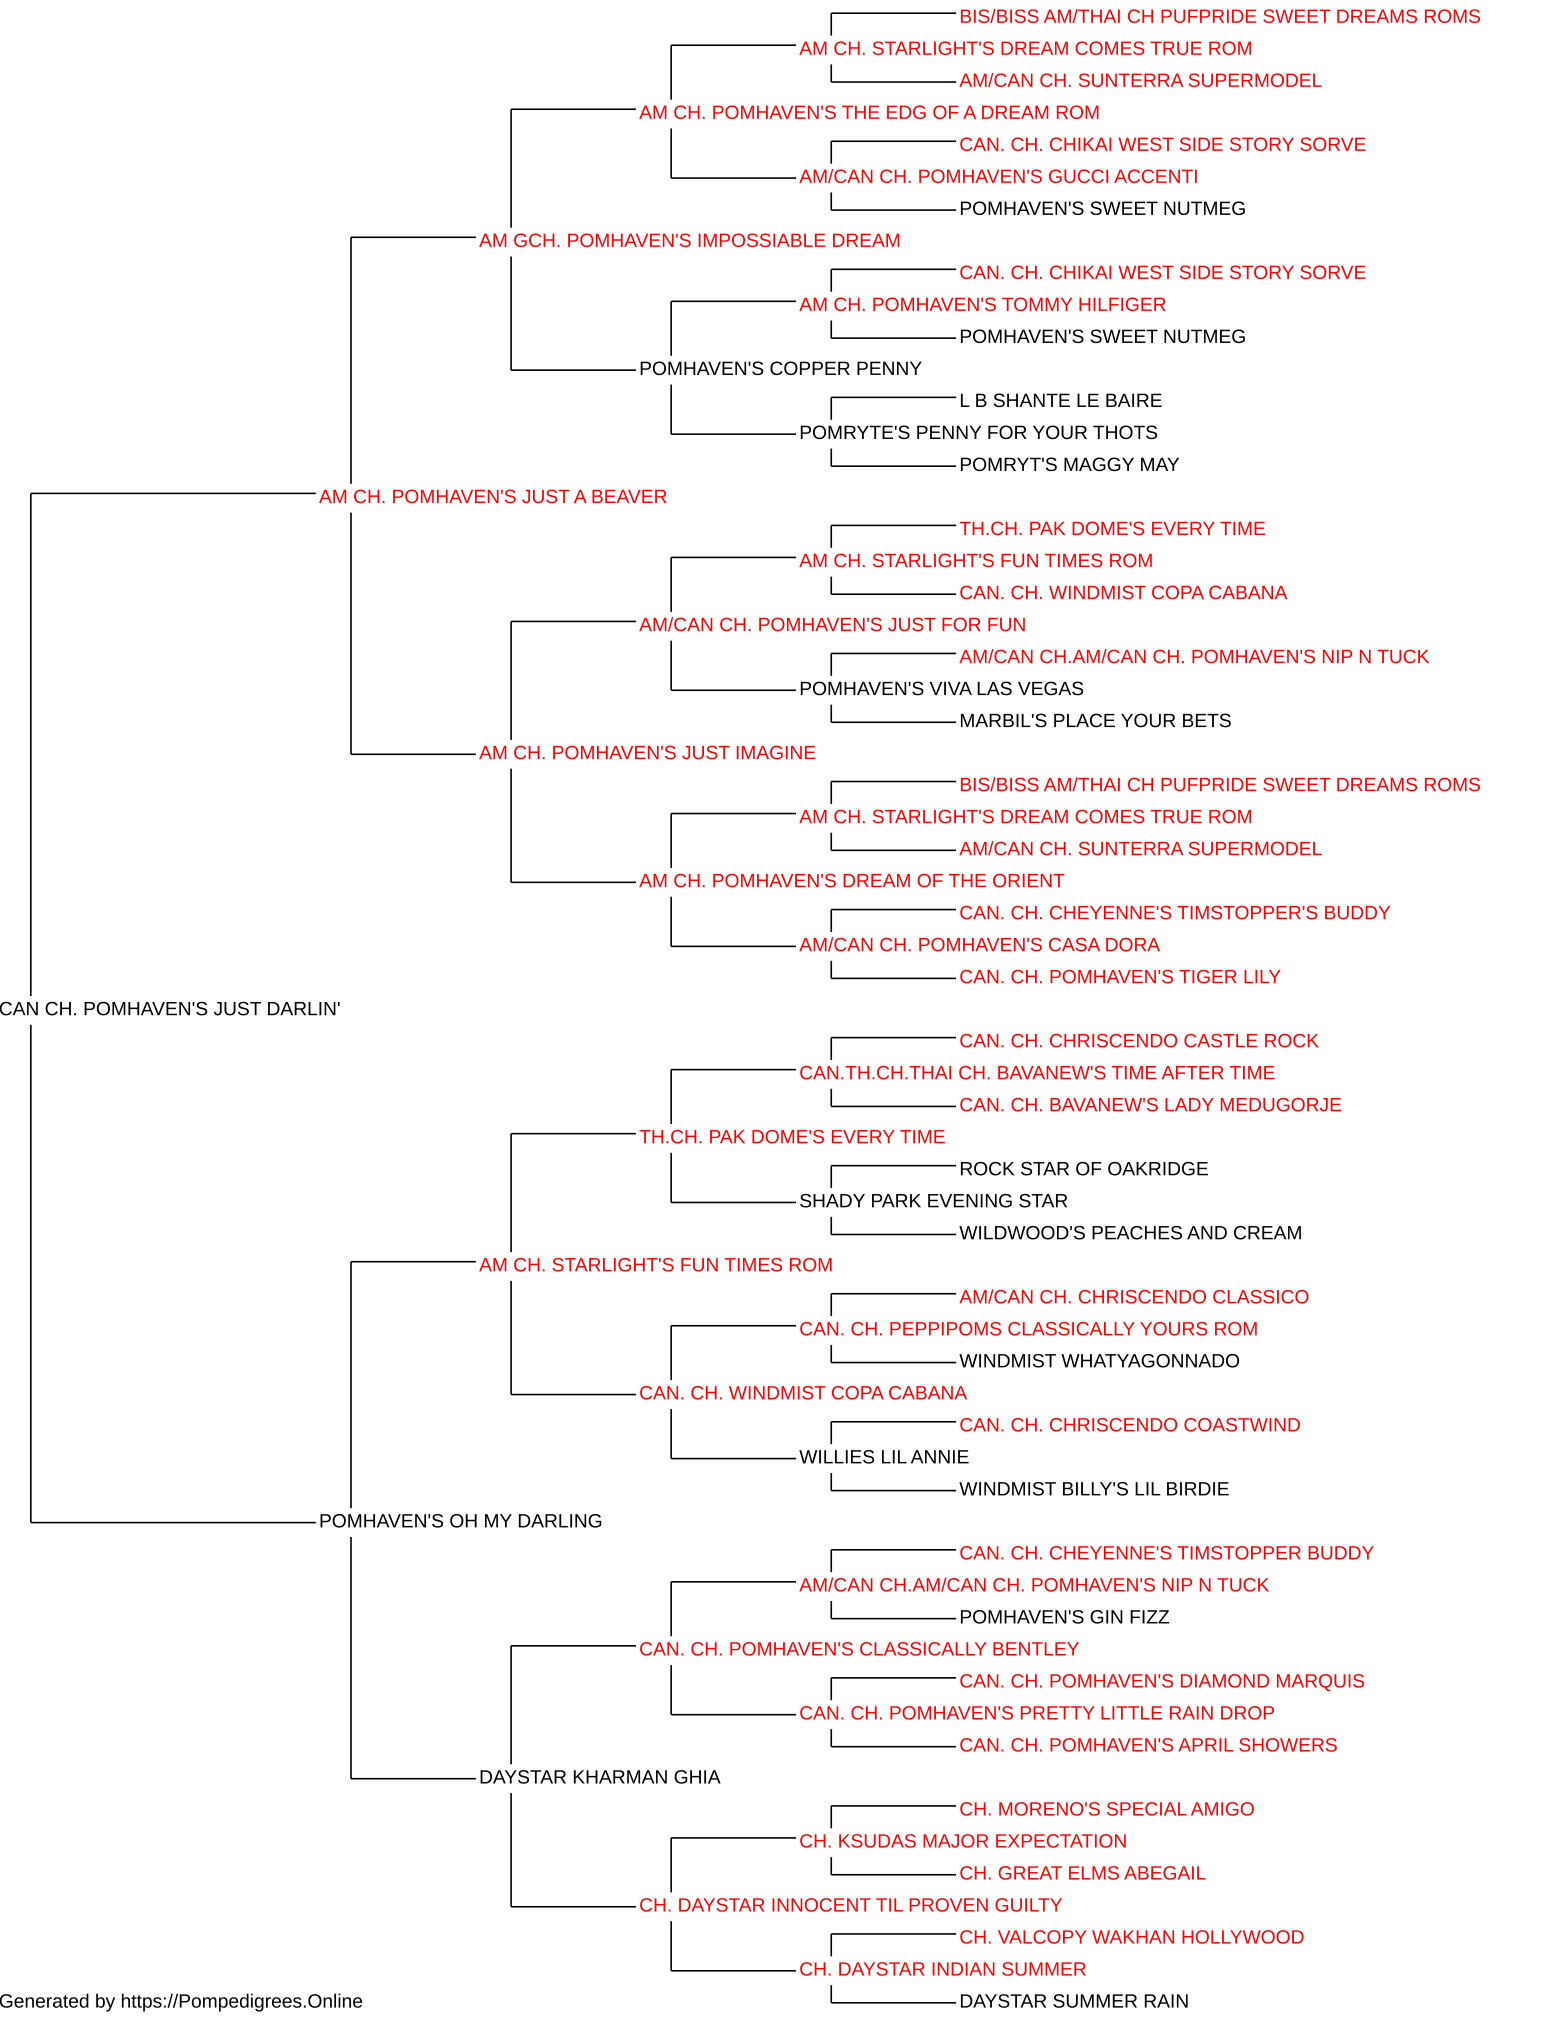 BIS/BISS AM/THAI CH PUFPRIDE SWEET DREAMS ROMS
AM CH. STARLIGHT'S DREAM COMES TRUE ROM
AM/CAN CH. SUNTERRA SUPERMODEL
AM CH. POMHAVEN'S THE EDG OF A DREAM ROM
CAN. CH. CHIKAI WEST SIDE STORY SORVE
AM/CAN CH. POMHAVEN'S GUCCI ACCENTI
POMHAVEN'S SWEET NUTMEG
AM GCH. POMHAVEN'S IMPOSSIABLE DREAM
CAN. CH. CHIKAI WEST SIDE STORY SORVE
AM CH. POMHAVEN'S TOMMY HILFIGER
POMHAVEN'S SWEET NUTMEG
POMHAVEN'S COPPER PENNY
L B SHANTE LE BAIRE
POMRYTE'S PENNY FOR YOUR THOTS
POMRYT'S MAGGY MAY
AM CH. POMHAVEN'S JUST A BEAVER
TH.CH. PAK DOME'S EVERY TIME
AM CH. STARLIGHT'S FUN TIMES ROM
CAN. CH. WINDMIST COPA CABANA
AM/CAN CH. POMHAVEN'S JUST FOR FUN
AM/CAN CH.AM/CAN CH. POMHAVEN'S NIP N TUCK
POMHAVEN'S VIVA LAS VEGAS
MARBIL'S PLACE YOUR BETS
AM CH. POMHAVEN'S JUST IMAGINE
BIS/BISS AM/THAI CH PUFPRIDE SWEET DREAMS ROMS
AM CH. STARLIGHT'S DREAM COMES TRUE ROM
AM/CAN CH. SUNTERRA SUPERMODEL
AM CH. POMHAVEN'S DREAM OF THE ORIENT
CAN. CH. CHEYENNE'S TIMSTOPPER'S BUDDY
AM/CAN CH. POMHAVEN'S CASA DORA
CAN. CH. POMHAVEN'S TIGER LILY
CAN CH. POMHAVEN'S JUST DARLIN'
CAN. CH. CHRISCENDO CASTLE ROCK
CAN.TH.CH.THAI CH. BAVANEW'S TIME AFTER TIME
CAN. CH. BAVANEW'S LADY MEDUGORJE
TH.CH. PAK DOME'S EVERY TIME
ROCK STAR OF OAKRIDGE
SHADY PARK EVENING STAR
WILDWOOD'S PEACHES AND CREAM
AM CH. STARLIGHT'S FUN TIMES ROM
AM/CAN CH. CHRISCENDO CLASSICO
CAN. CH. PEPPIPOMS CLASSICALLY YOURS ROM
WINDMIST WHATYAGONNADO
CAN. CH. WINDMIST COPA CABANA
CAN. CH. CHRISCENDO COASTWIND
WILLIES LIL ANNIE
WINDMIST BILLY'S LIL BIRDIE
POMHAVEN'S OH MY DARLING
CAN. CH. CHEYENNE'S TIMSTOPPER BUDDY
AM/CAN CH.AM/CAN CH. POMHAVEN'S NIP N TUCK
POMHAVEN'S GIN FIZZ
CAN. CH. POMHAVEN'S CLASSICALLY BENTLEY
CAN. CH. POMHAVEN'S DIAMOND MARQUIS
CAN. CH. POMHAVEN'S PRETTY LITTLE RAIN DROP
CAN. CH. POMHAVEN'S APRIL SHOWERS
DAYSTAR KHARMAN GHIA
CH. MORENO'S SPECIAL AMIGO
CH. KSUDAS MAJOR EXPECTATION
CH. GREAT ELMS ABEGAIL
CH. DAYSTAR INNOCENT TIL PROVEN GUILTY
CH. VALCOPY WAKHAN HOLLYWOOD
CH. DAYSTAR INDIAN SUMMER
DAYSTAR SUMMER RAIN
Generated by https://Pompedigrees.Online